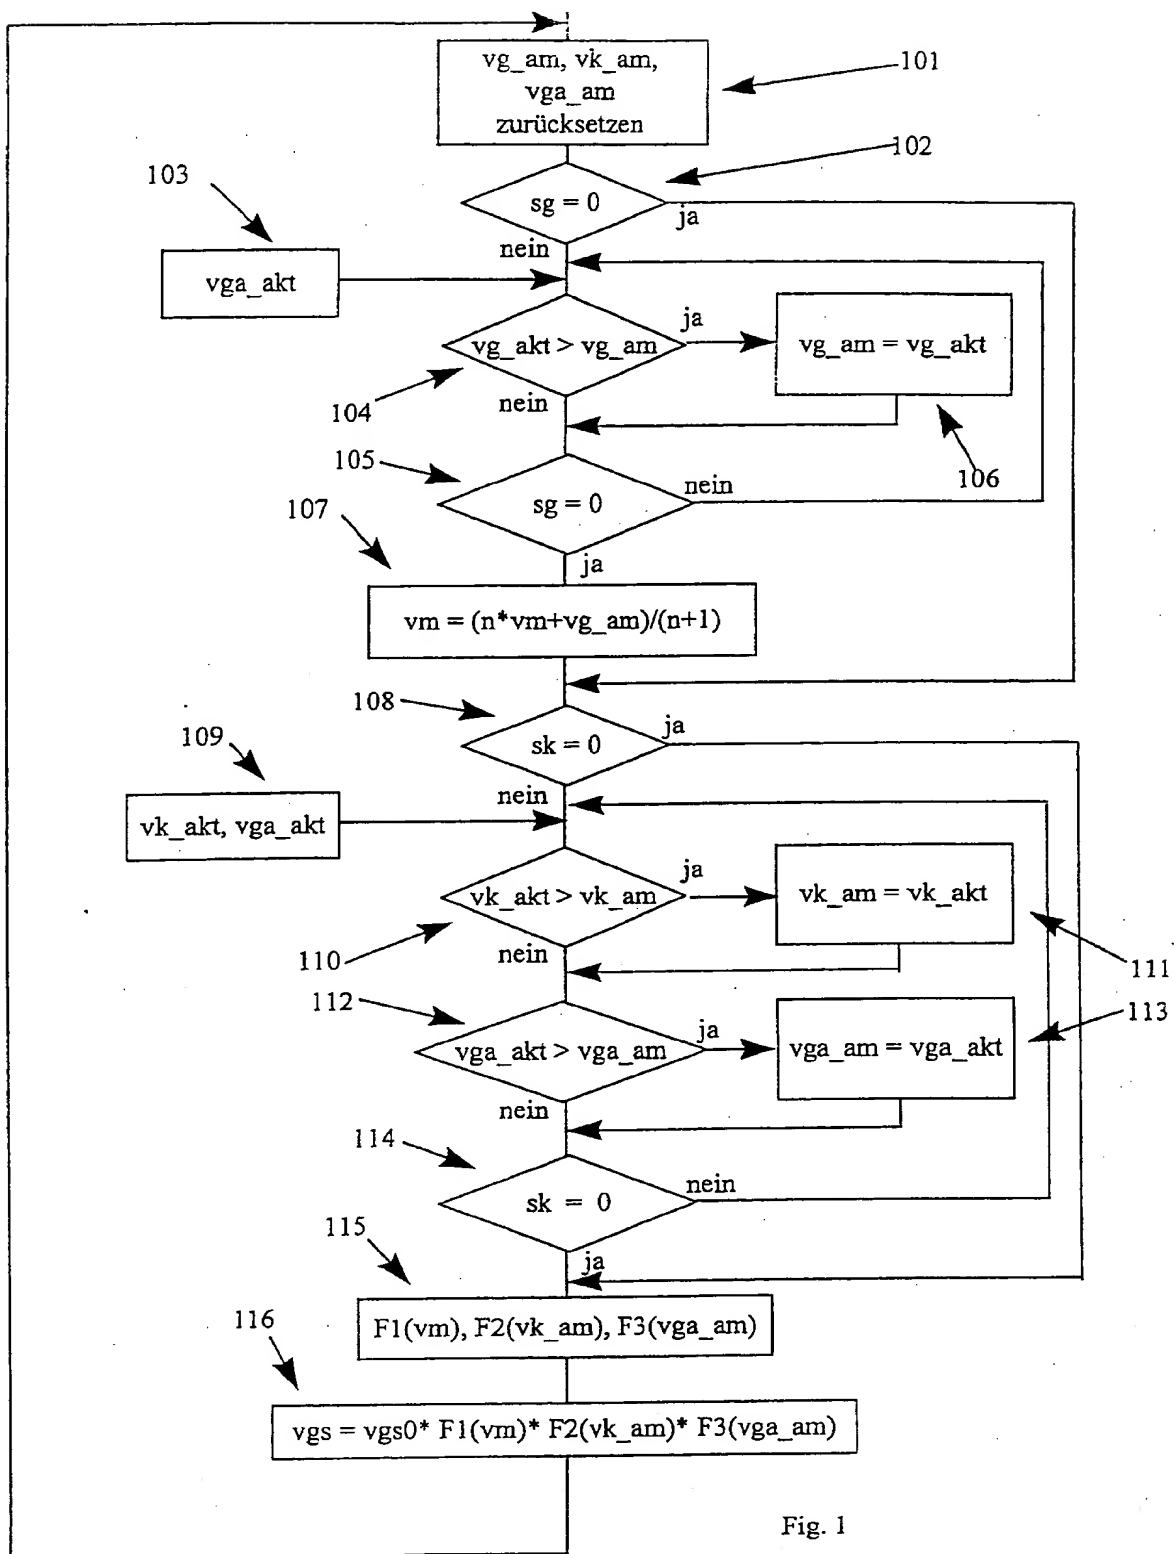 vg_am, vk_am,
vga_am
zurücksetzen
101
102
sg = 0
ja
nein
103
vga_akt
vg_akt > vg_am
ja
nein
104
vg_am = vg_akt
106
105
sg = 0
nein
ja
107
vm = (n*vm+vg_am)/(n+1)
108
sk = 0
ja
nein
109
vk_akt, vga_akt
vk_akt > vk_am
ja
nein
110
vk_am = vk_akt
111
112
vga_akt > vga_am
ja
nein
vga_am = vga_akt
113
114
sk = 0
nein
ja
115
F1(vm), F2(vk_am), F3(vga_am)
116
vgs = vgs0* F1(vm)* F2(vk_am)* F3(vga_am)
Fig. 1